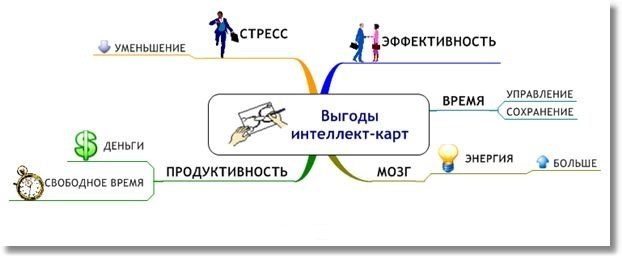 СТРЕСС
УМЕНЬШЕНИЕ
ЭФФЕКТИВНОСТЬ
Выгоды
интеллект-карт
ВРЕМЯ
УПРАВЛЕНИЕ
СОХРАНЕНИЕ
ДЕНЬГИ
СВОБОДНОЕ ВРЕМЯ
ПРОДУКТИВНОСТЬ
МОЗГ
ЭНЕРГИЯ
БОЛЬШЕ